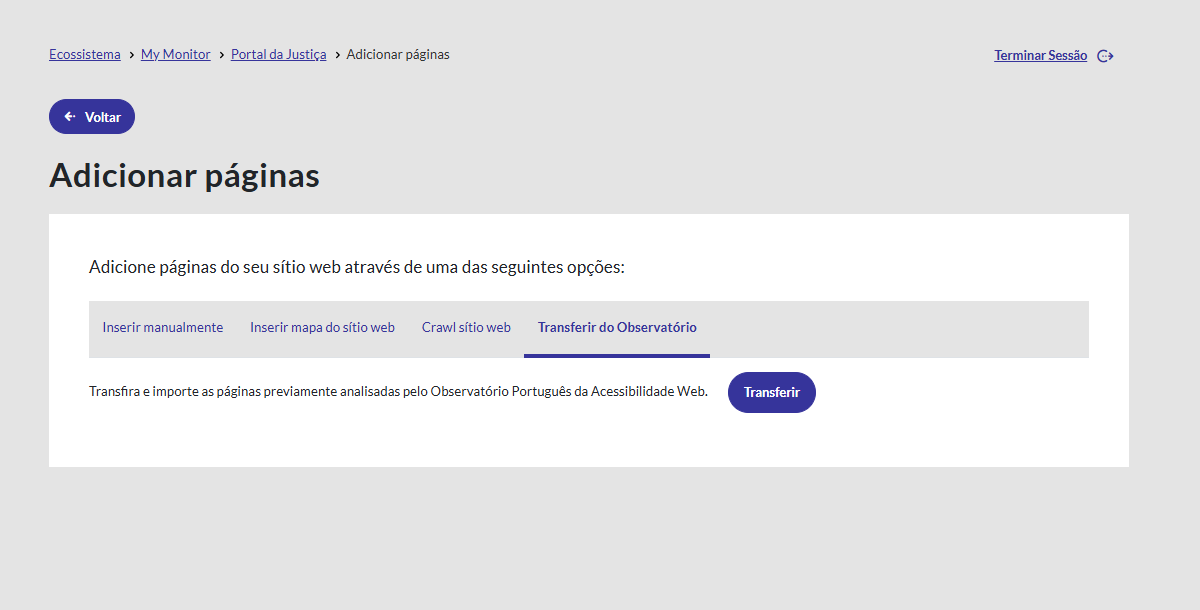 Ecossistema › My Monitor › Portal da Justiça › Adicionar páginas
Terminar Sessão
Voltar
Adicionar páginas
Adicione páginas do seu sítio web através de uma das seguintes opções:
Inserir manualmente Inserir mapa do sítio web Crawl sítio web Transferir do Observatório
Transfira e importe as páginas previamente analisadas pelo Observatório Português da Acessibilidade Web. Transferir